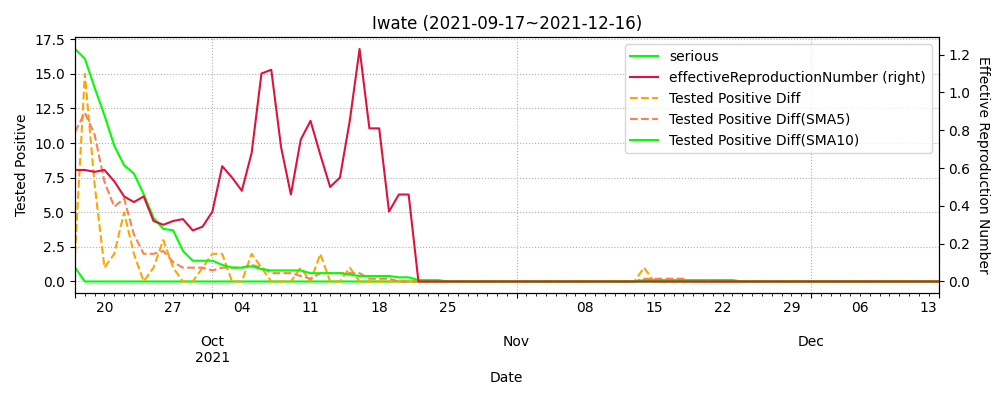 Iwate (2021-09-17~2021-12-16)
17.5
15.0
12.5
10.0
7.5
5.0
2.5
0.0
Tested Positive
serious
effectiveReproductionNumber (right)
Tested Positive Diff
Tested Positive Diff(SMA5)
Tested Positive Diff(SMA10)
1.2
1.0
0.8
0.6
0.4
0.2
0.0
Effective Reproduction Number
20 27 04 11 18 25 08 15 22 29 06 13
Oct Nov Dec
2021
Date